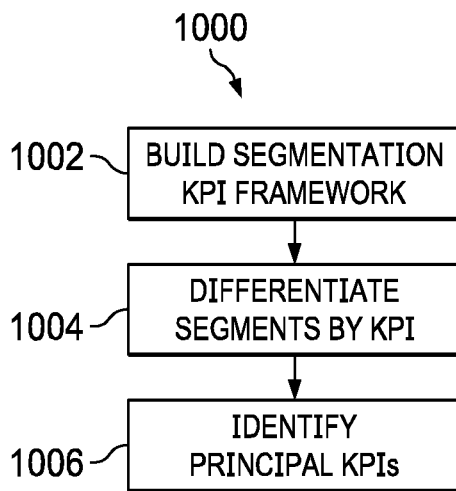 1000
1002
BUILD SEGMENTATION
KPI FRAMEWORK
1004
DIFFERENTIATE
SEGMENTS BY KPI
1006
IDENTIFY
PRINCIPAL KPIs